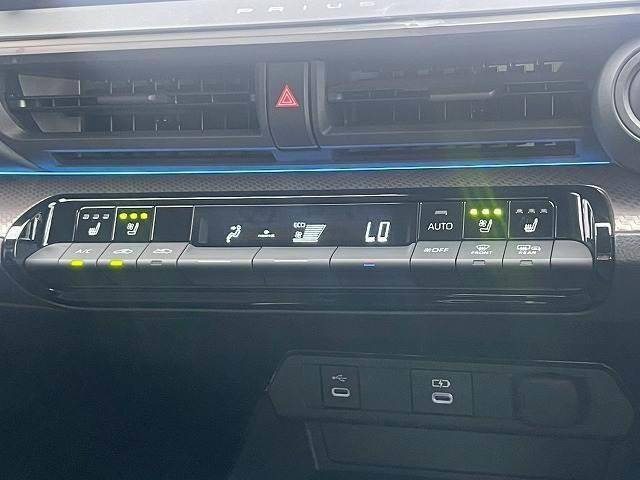 PRIUS
ECO
LO
AUTO
A/C
OFF
FRONT
REAR